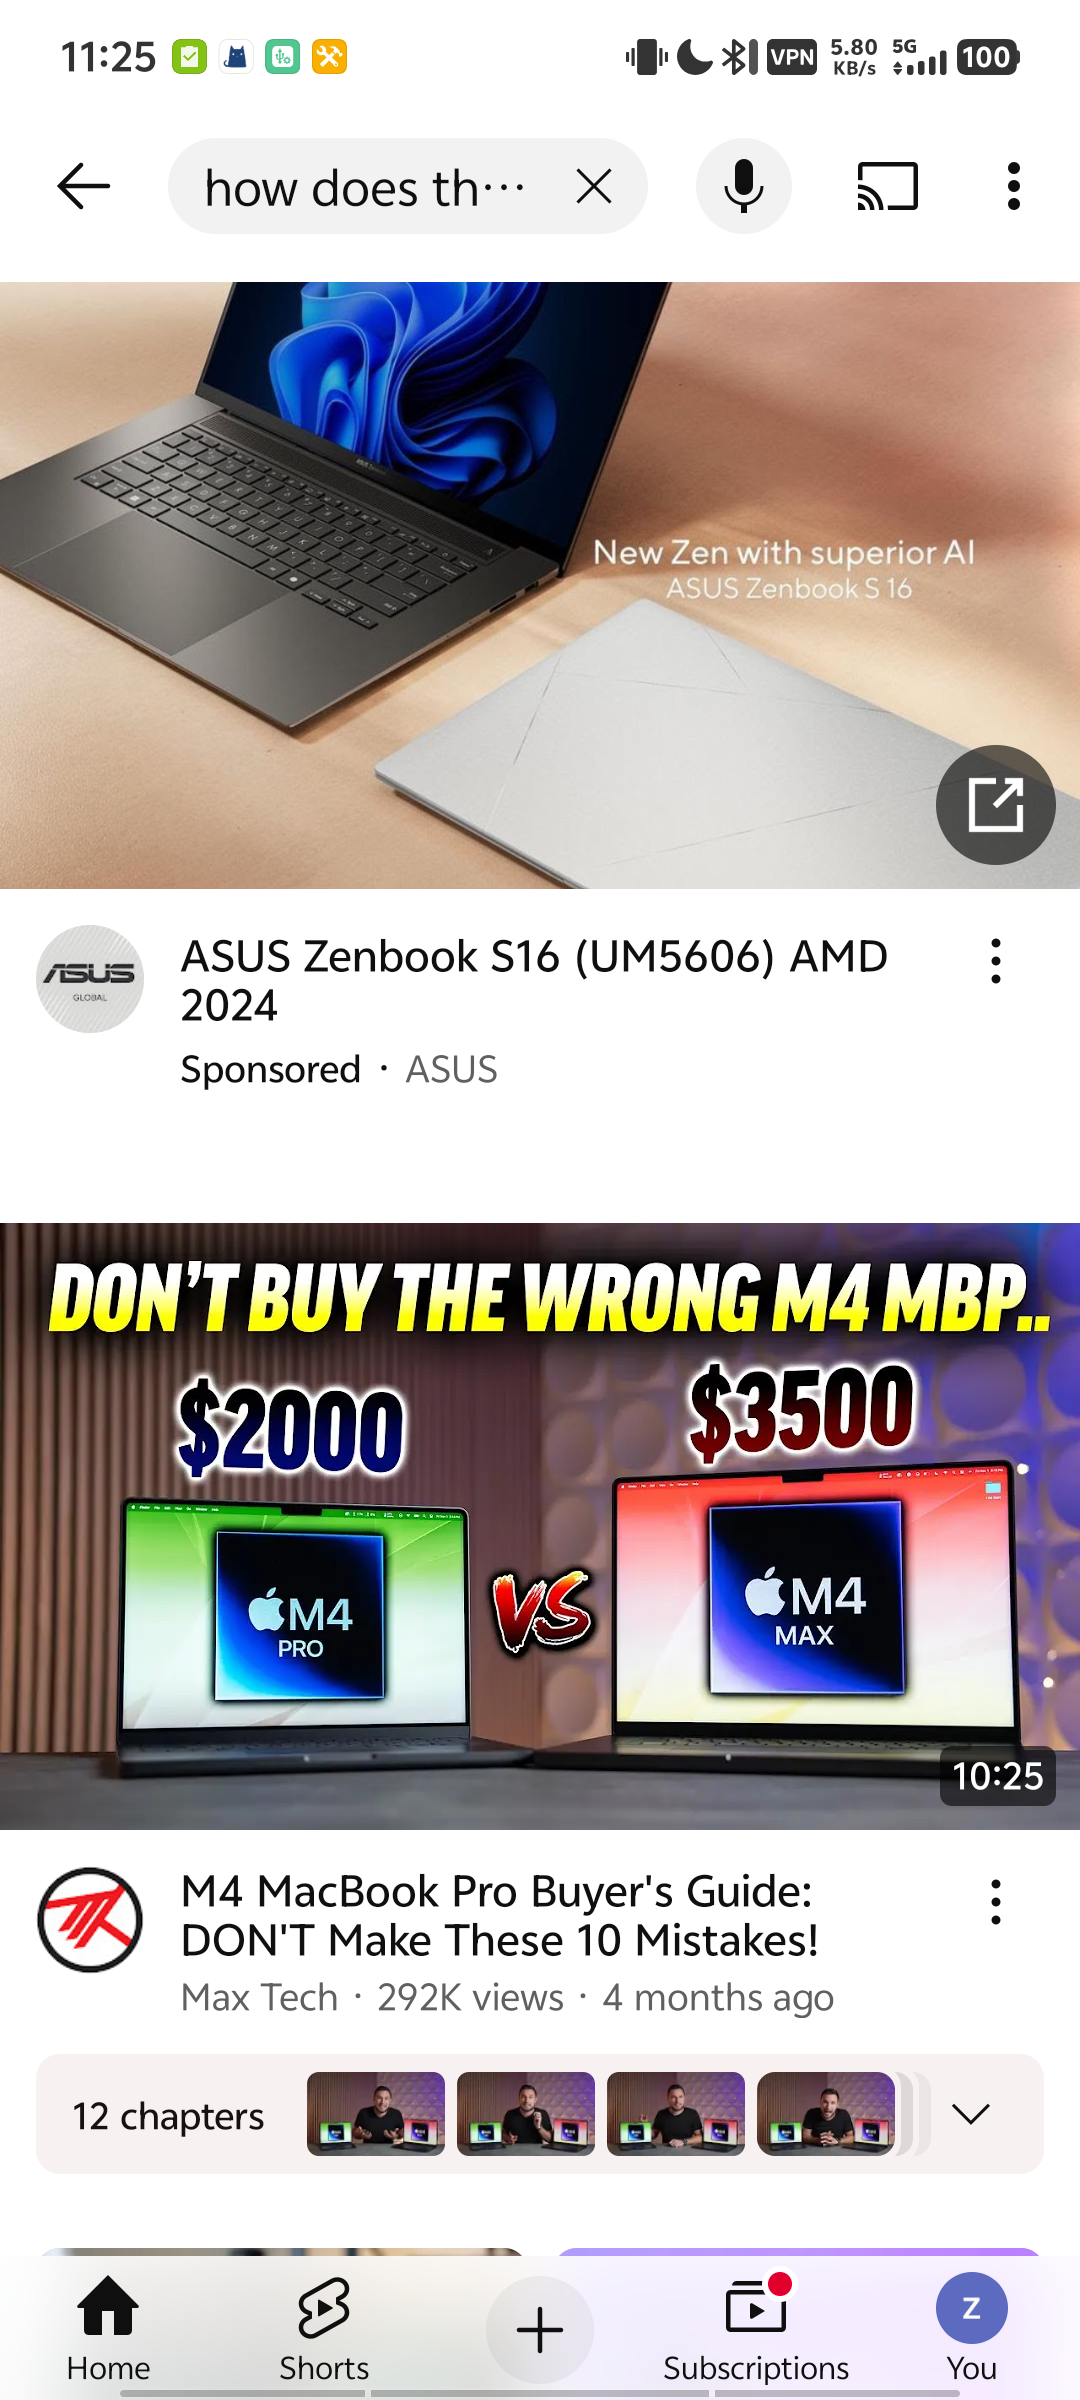 11:25
VPN
5.80
KB/s
5G
100
how does th···
New Zen with superior AI
ASUS Zenbook S 16
ASUS
GLOBAL
ASUS Zenbook S16 (UM5606) AMD
2024
Sponsored · ASUS
DON'T BUY THE WRONG M4 MBP..
$2000
$3500
M4
PRO
VS
M4
MAX
10:25
M4 MacBook Pro Buyer's Guide:
DON'T Make These 10 Mistakes!
Max Tech · 292K views · 4 months ago
12 chapters
Home
Shorts
Subscriptions
Z
You